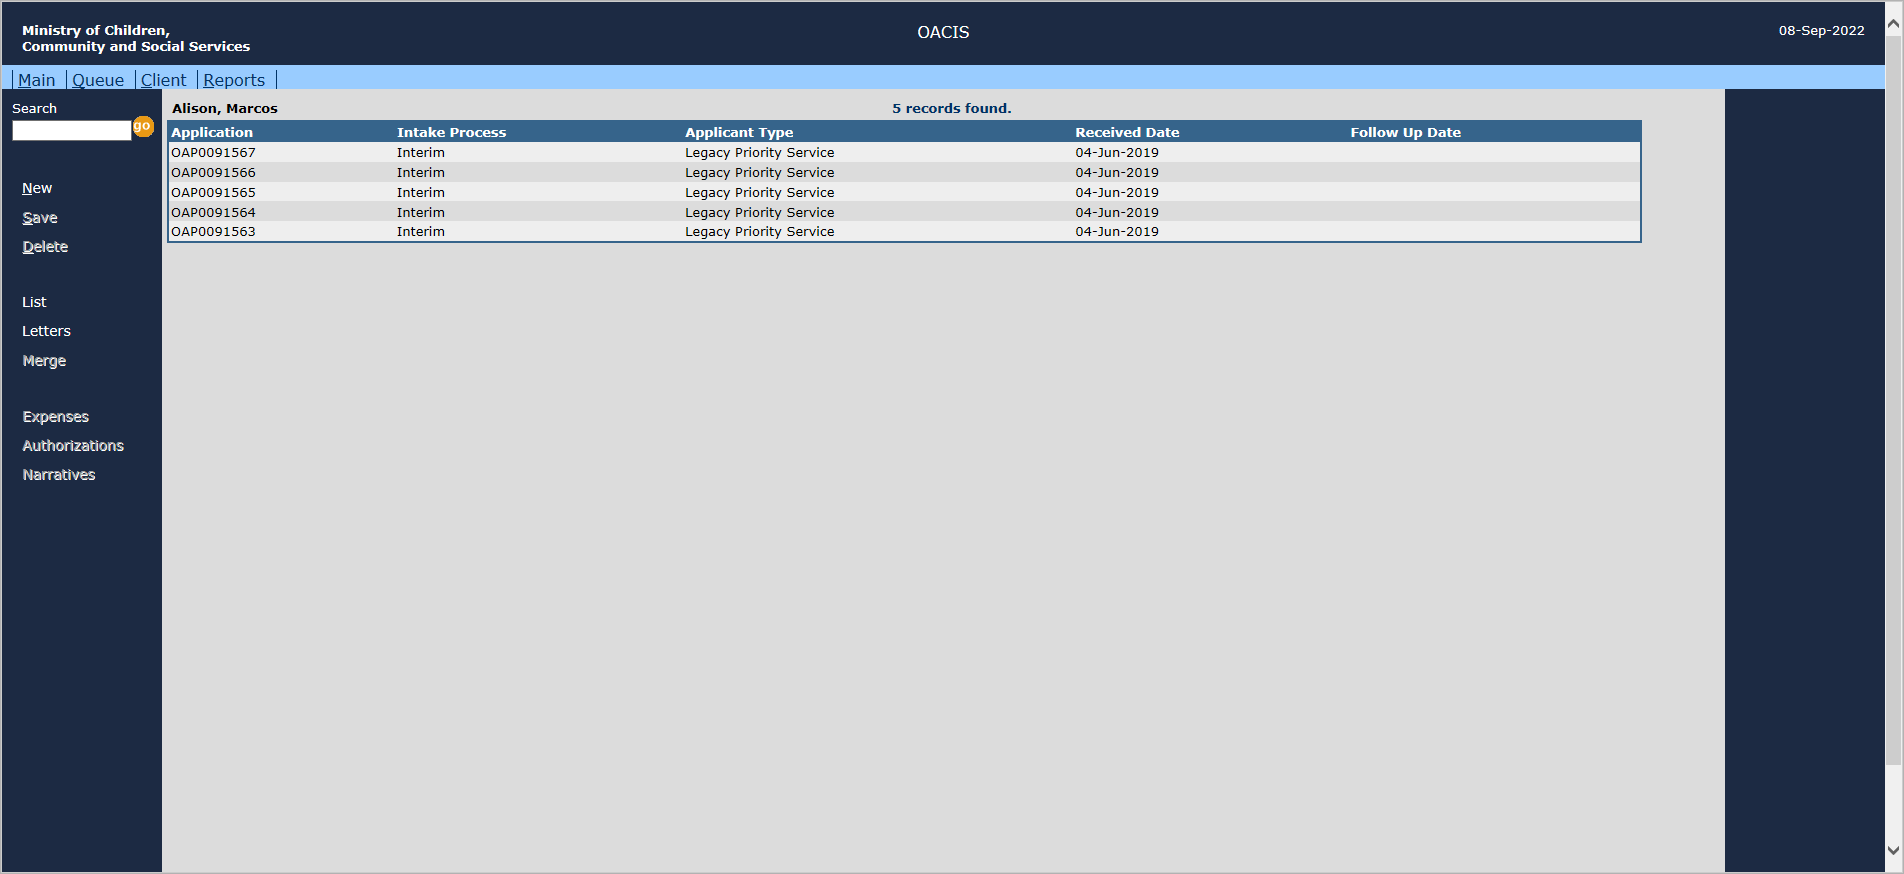 Ministry of Children,
Community and Social Services
OACIS
08-Sep-2022
Main Queue Client Reports
Search
go
New
Save
Delete
List
Letters
Merge
Expenses
Authorizations
Narratives
Alison, Marcos 5 records found.
Application Intake Process Applicant Type Received Date Follow Up Date
OAP0091567 Interim Legacy Priority Service 04-Jun-2019
OAP0091566 Interim Legacy Priority Service 04-Jun-2019
OAP0091565 Interim Legacy Priority Service 04-Jun-2019
OAP0091564 Interim Legacy Priority Service 04-Jun-2019
OAP0091563 Interim Legacy Priority Service 04-Jun-2019